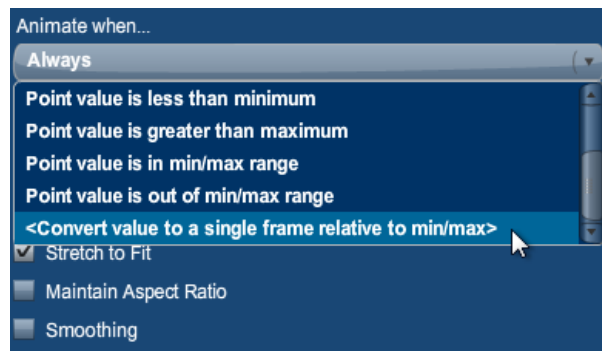 Animate when...
Always
Point value is less than minimum
Point value is greater than maximum
Point value is in min/max range
Point value is out of min/max range
<Convert value to a single frame relative to min/max>
Stretch to Fit
Maintain Aspect Ratio
Smoothing